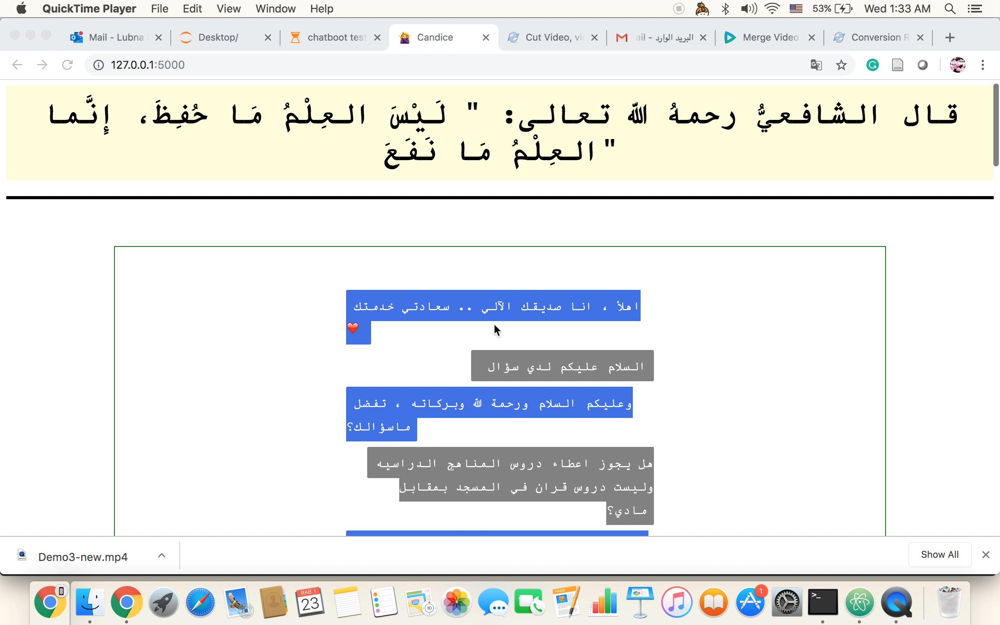 QuickTime Player File Edit View Window Help 53% Wed 1:33 AM
Mail - Lubna Desktop/ chatboot test Candice Cut Video, vi البريد الوارد - ail Merge Video Conversion R
127.0.0.1:5000
قال الشافعيُّ رحمهُ الله تعالى: " لَيْسَ العِلْمُ مَا حُفِظَ، إِنَّما
العِلْمُ مَا نَفَعَ"
اهلاً ، انا صديقك الآلي .. سعادتي خدمتك
❤️
السلام عليكم لدي سؤال
وعليكم السلام ورحمة الله وبركاته ، تفضل
ماسؤالك؟
هل يجوز اعطاء دروس المناهج الدراسيه
وليست دروس قران في المسجد بمقابل
مادي؟
Demo3-new.mp4 Show All
RAB. I
23
280
3D
PAGES
1
>_